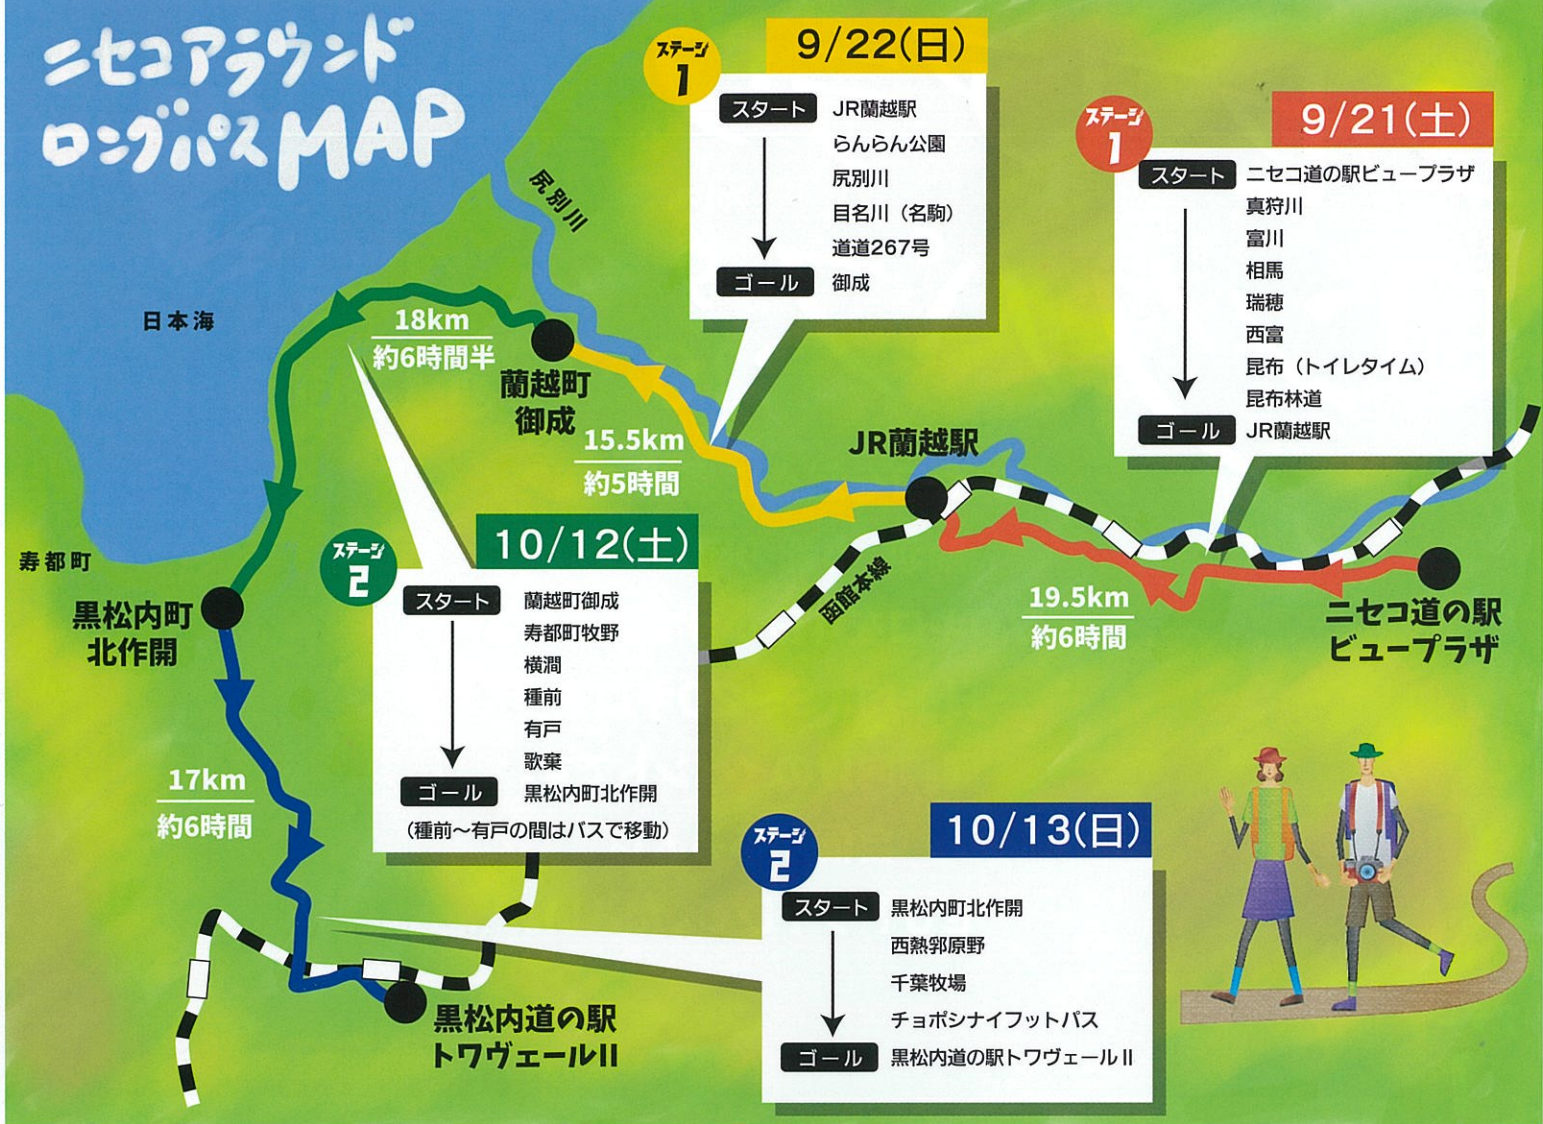 ニセコアラウンド
ロングパスMAP
ステージ
1
9/22(日)
スタート
JR蘭越駅
らんらん公園
尻別川
目名川（名駒）
道道267号
ゴール
御成
ステージ
1
9/21(土)
スタート
ニセコ道の駅ビュープラザ
真狩川
富川
相馬
瑞穂
西富
昆布（トイレタイム）
昆布林道
ゴール
JR蘭越駅
尻別川
日本海
18km
約6時間半
蘭越町
御成
15.5km
約5時間
JR蘭越駅
函館本線
19.5km
約6時間
ニセコ道の駅
ビュープラザ
寿都町
黒松内町
北作開
ステージ
2
10/12(土)
スタート
蘭越町御成
寿都町牧野
横澗
種前
有戸
歌棄
ゴール
黒松内町北作開
（種前～有戸の間はバスで移動）
17km
約6時間
ステージ
2
10/13(日)
スタート
黒松内町北作開
西熱郛原野
千葉牧場
チョポシナイフットパス
ゴール
黒松内道の駅トワヴェールⅡ
黒松内道の駅
トワヴェールⅡ